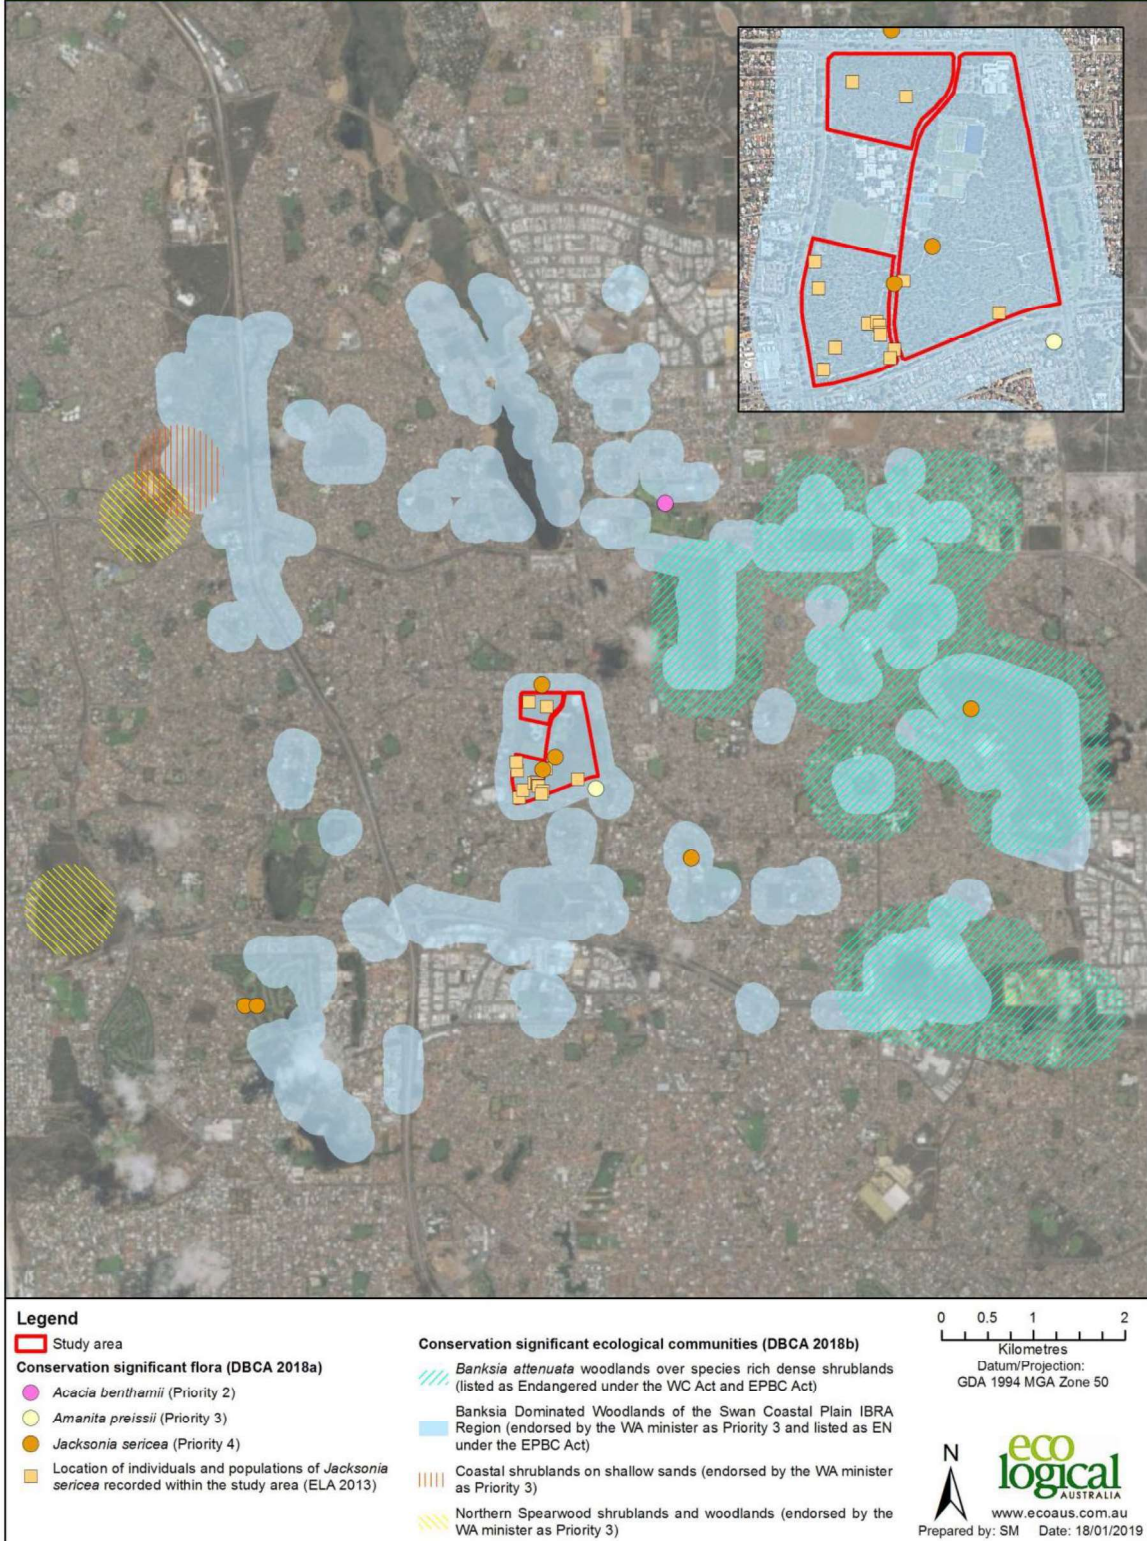 Legend
Study area
Conservation significant flora (DBCA 2018a)
Acacia benthamii (Priority 2)
Amanita preissii (Priority 3)
Jacksonia sericea (Priority 4)
Location of individuals and populations of Jacksonia
sericea recorded within the study area (ELA 2013)
Conservation significant ecological communities (DBCA 2018b)
Banksia attenuata woodlands over species rich dense shrublands
(listed as Endangered under the WC Act and EPBC Act)
Banksia Dominated Woodlands of the Swan Coastal Plain IBRA
Region (endorsed by the WA minister as Priority 3 and listed as EN
under the EPBC Act)
Coastal shrublands on shallow sands (endorsed by the WA minister
as Priority 3)
Northern Spearwood shrublands and woodlands (endorsed by the
WA minister as Priority 3)
0 0.5 1 2
Kilometres
Datum/Projection:
GDA 1994 MGA Zone 50
N
eco
logical
AUSTRALIA
www.ecoaus.com.au
Prepared by: SM Date: 18/01/2019